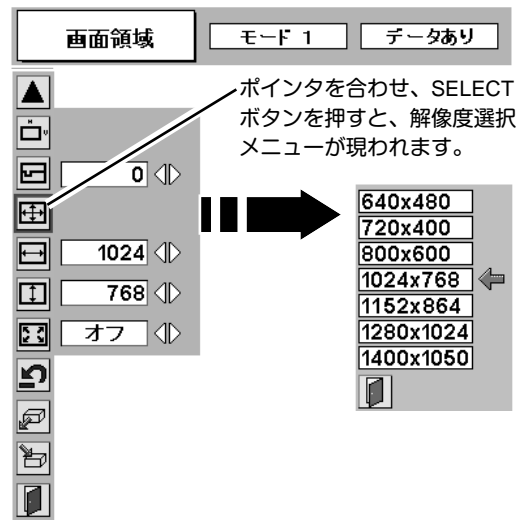 画面領域
モード 1
データあり
ポインタを合わせ、SELECT
ボタンを押すと、解像度選択
メニューが現われます。
H
V
0
1024
768
オフ
640x480
720x400
800x600
1024x768
1152x864
1280x1024
1400x1050